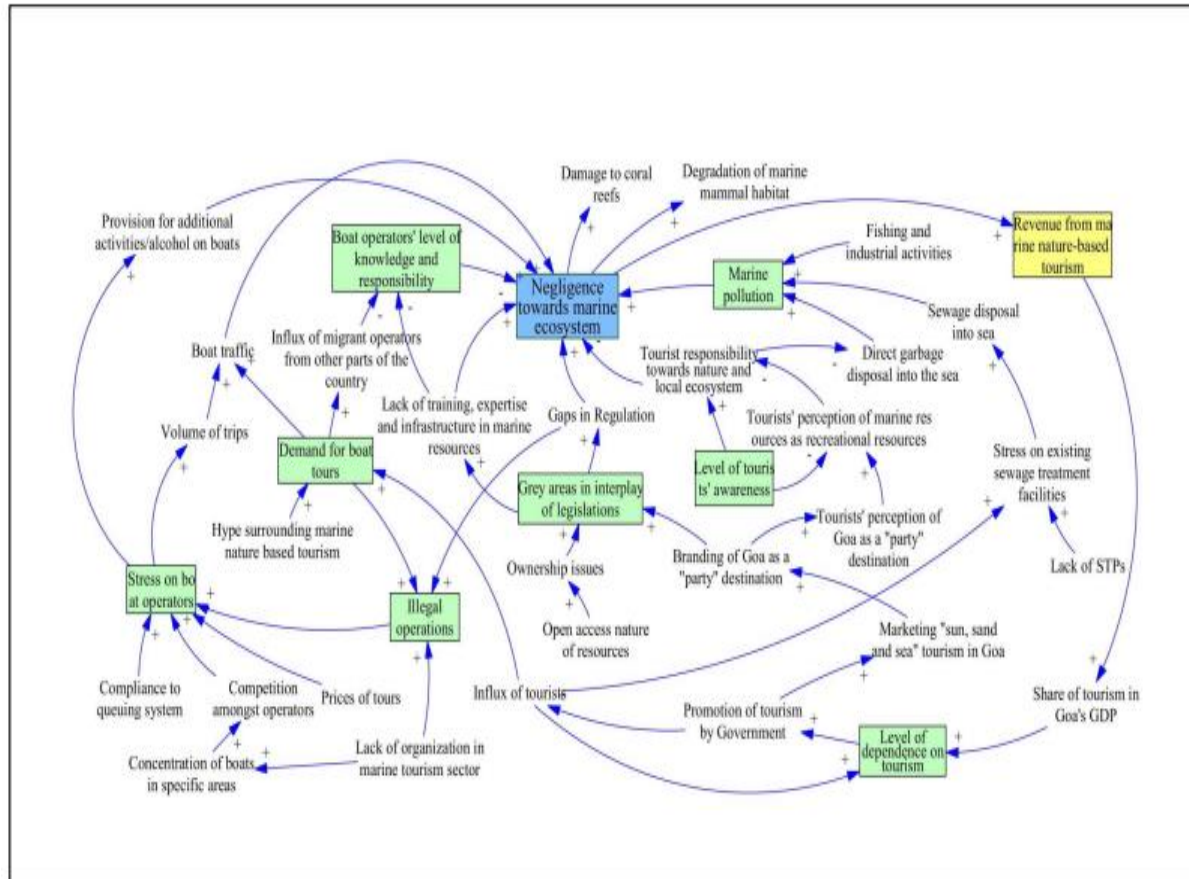 Damage to coral
reefs
Degradation of marine
mammal habitat
Provision for additional
activities/alcohol on boats
Boat operators' level of
knowledge and
responsibility
Fishing and
industrial activities
Revenue from ma
rine nature-based
tourism
Marine
pollution
Negligence
towards marine
ecosystem
Sewage disposal
into sea
Influx of migrant operators
from other parts of the
country
Boat traffic
Tourist responsibility
towards nature and
local ecosystem
Direct garbage
disposal into the sea
Lack of training, expertise
and infrastructure in marine
resources
Gaps in Regulation
Tourists' perception of marine res
ources as recreational resources
Volume of trips
Demand for boat
tours
Level of touris
ts' awareness
Stress on existing
sewage treatment
facilities
Grey areas in interplay
of legislations
Hype surrounding marine
nature based tourism
Tourists' perception of
Goa as a "party"
destination
Branding of Goa as a
"party" destination
Ownership issues
Lack of STPs
Stress on bo
at operators
Illegal
operations
Open access nature
of resources
Marketing "sun, sand
and sea" tourism in Goa
Compliance to
queuing system
Competition
amongst operators
Prices of tours
Influx of tourists
Promotion of tourism
by Government
Share of tourism in
Goa's GDP
Level of
dependence on
tourism
Concentration of boats
in specific areas
Lack of organization in
marine tourism sector